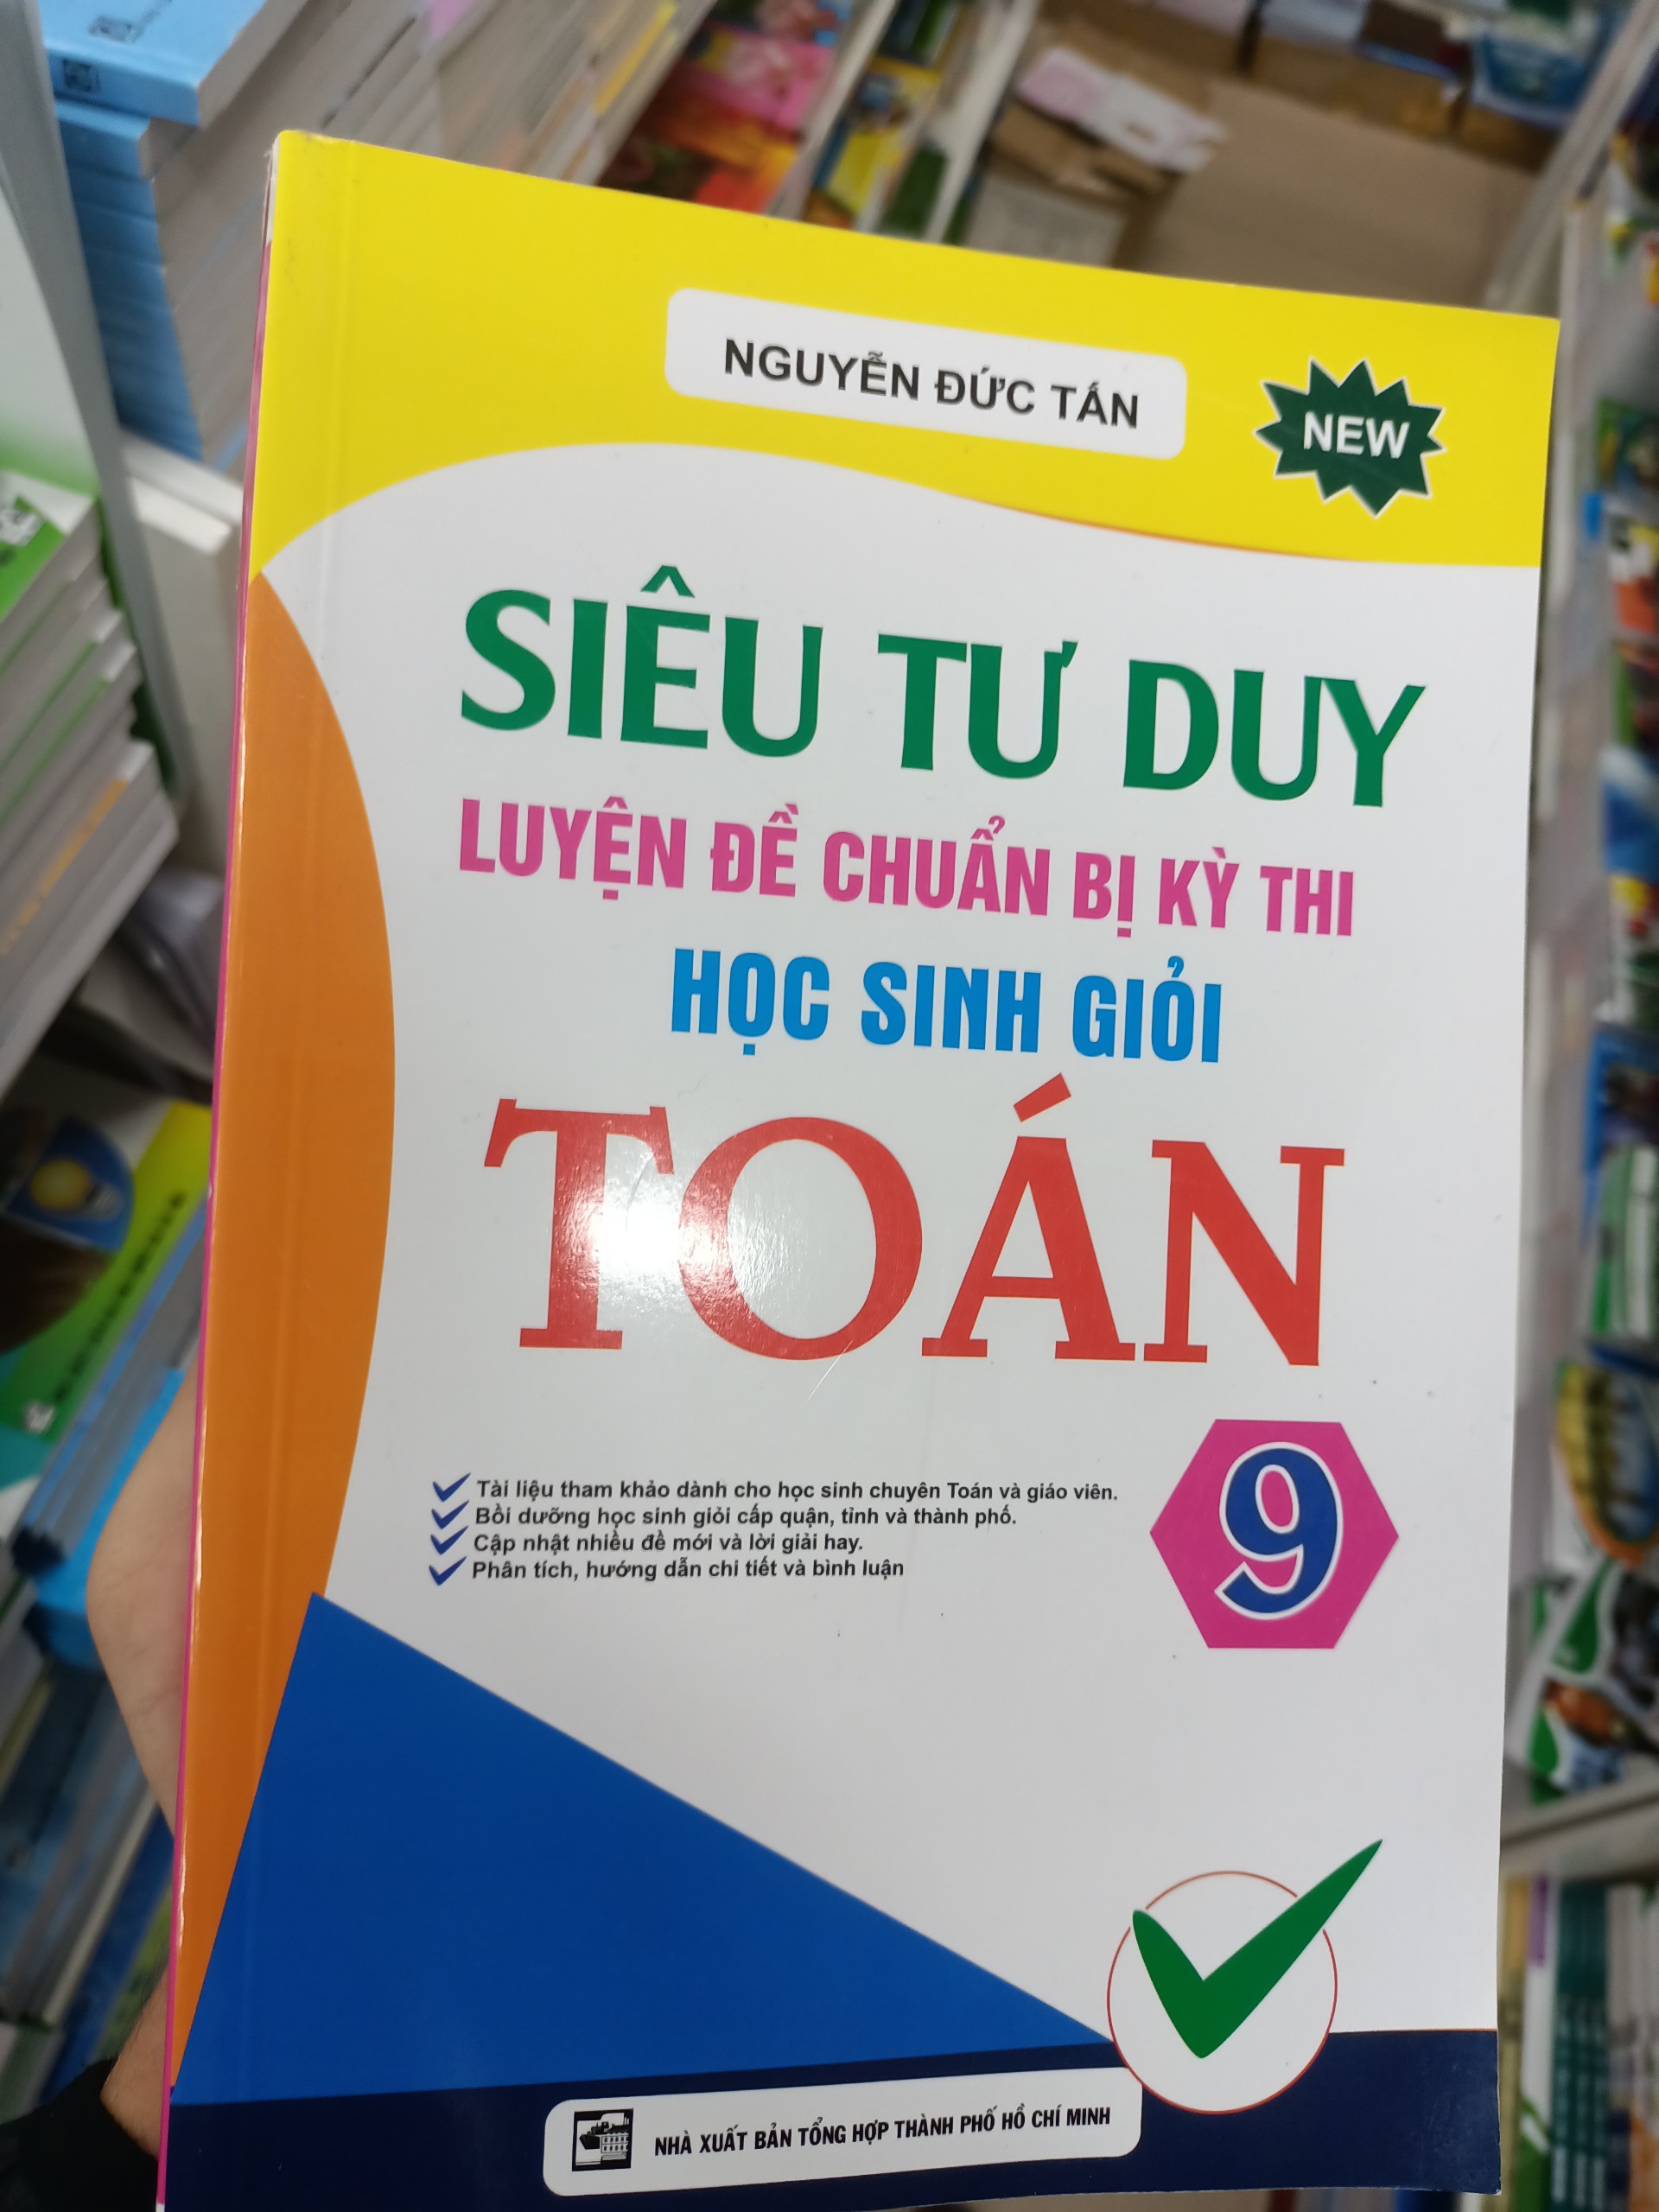 NGUYỄN ĐỨC TẤN
NEW
SIÊU TƯ DUY
LUYỆN ĐỀ CHUẨN BỊ KỲ THI
HỌC SINH GIỎI
TOÁN
9
Tài liệu tham khảo dành cho học sinh chuyên Toán và giáo viên.
Bồi dưỡng học sinh giỏi cấp quận, tỉnh và thành phố.
Cập nhật nhiều đề mới và lời giải hay.
Phân tích, hướng dẫn chi tiết và bình luận
NHÀ XUẤT BẢN TỔNG HỢP THÀNH PHỐ HỒ CHÍ MINH